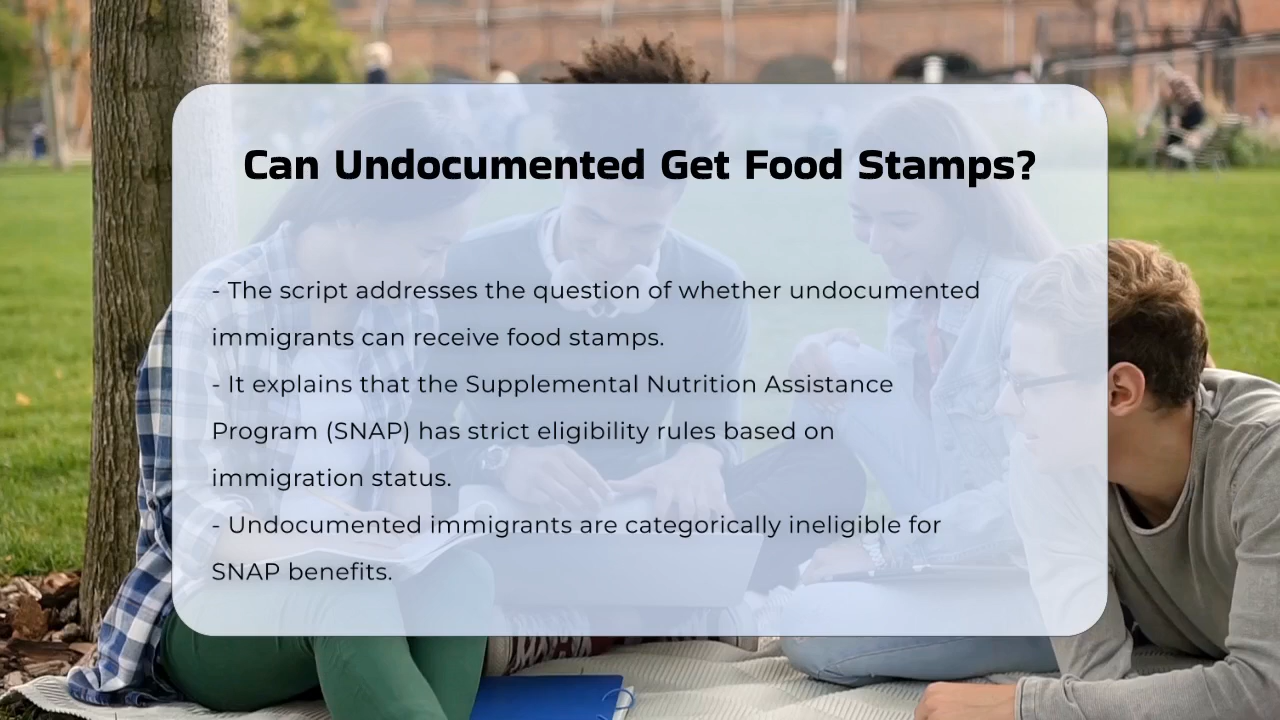 Can Undocumented Get Food Stamps?
- The script addresses the question of whether undocumented
immigrants can receive food stamps.
- It explains that the Supplemental Nutrition Assistance
Program (SNAP) has strict eligibility rules based on
immigration status.
- Undocumented immigrants are categorically ineligible for
SNAP benefits.